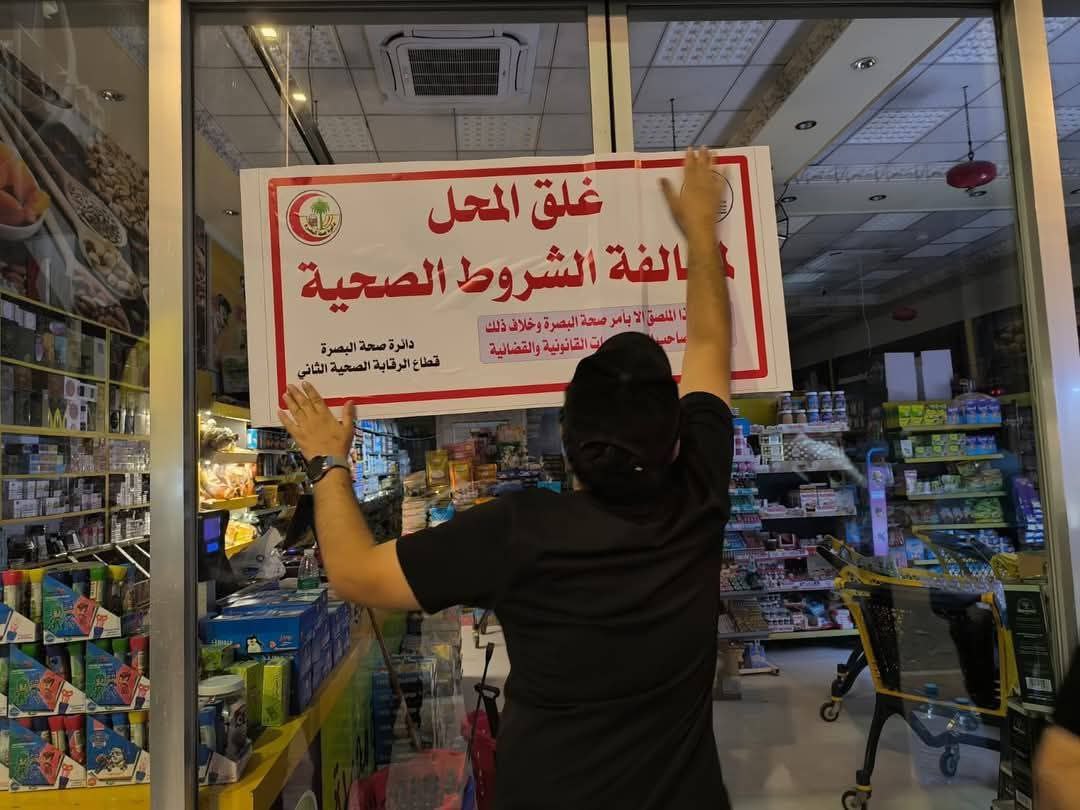 غلق المحل
الشروط الصحية
الملصق الا بأمر صحة البصرة وخلاف ذلك
القانونية والقضائية
دائرة صحة البصرة
قطاع الرقابة الصحية الثاني